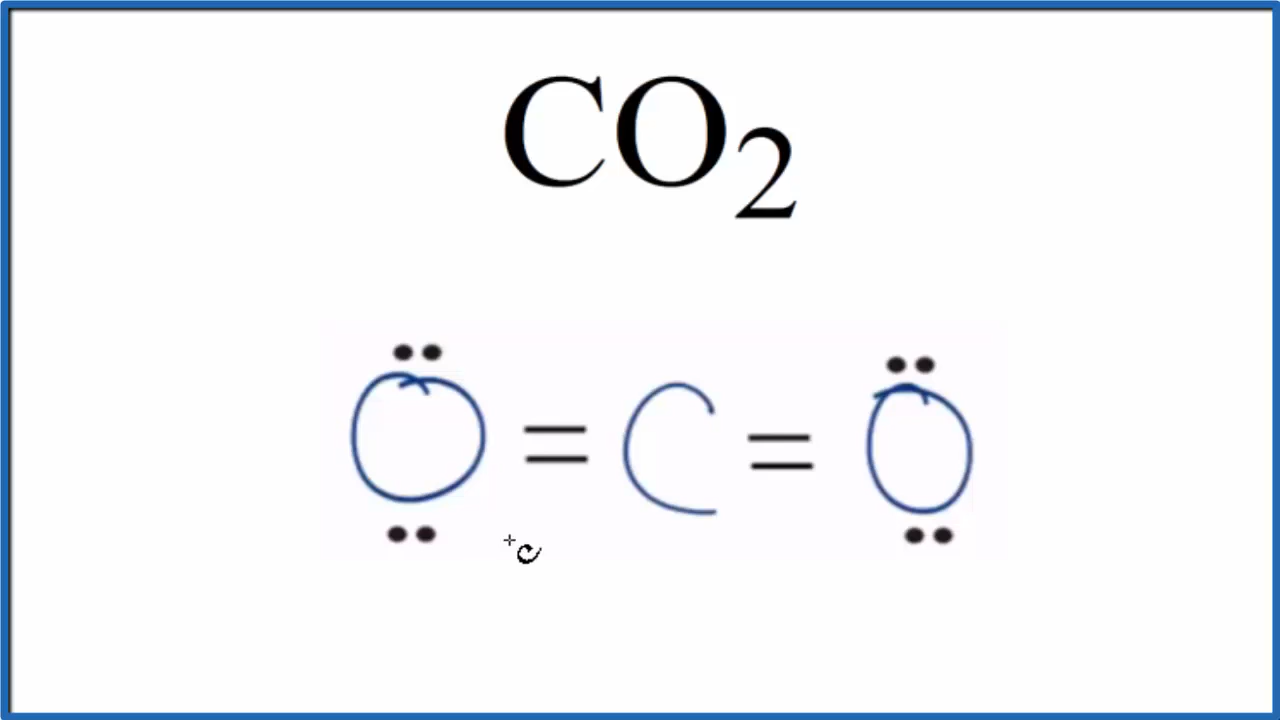 CO₂
O = C = O